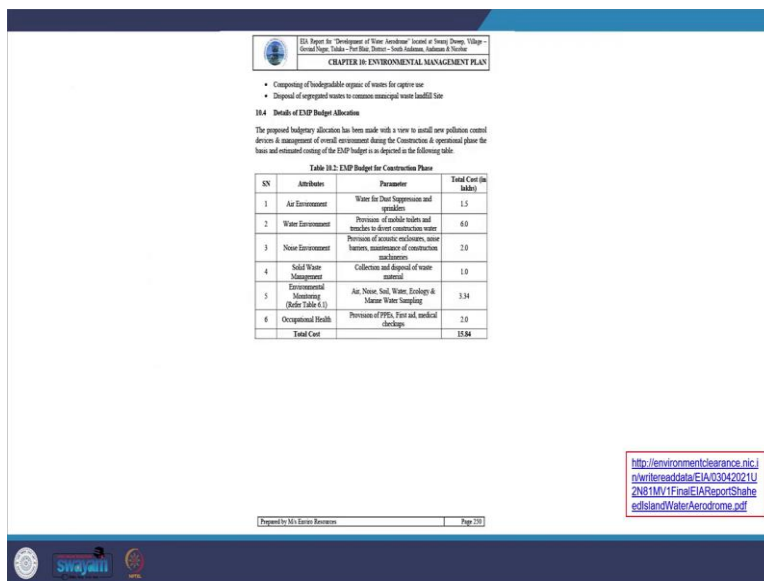 EIA Report for "Development of Water Aerodrome" located at Swaraj Dweep, Village –
Govind Nagar, Taluka – Port Blair, District – South Andaman, Andaman & Nicobar
CHAPTER 10: ENVIRONMENTAL MANAGEMENT PLAN
• Composting of biodegradable organic of wastes for captive use
• Disposal of segregated wastes to common municipal waste landfill Site
10.4 Details of EMP Budget Allocation
The proposed budgetary allocation has been made with a view to install new pollution control
devices & management of overall environment during the Construction & operational phase the
basis and estimated costing of the EMP budget is as depicted in the following table.
Table 10.2: EMP Budget for Construction Phase
SN Attributes Parameter Total Cost (in
lakhs)
1 Air Environment Water for Dust Suppression and
sprinklers 1.5
2 Water Environment Provision of mobile toilets and
trenches to divert construction water 6.0
3 Noise Environment Provision of acoustic enclosures, noise
barriers, maintenance of construction
machineries 2.0
4 Solid Waste
Management Collection and disposal of waste
material 1.0
5 Environmental
Monitoring
(Refer Table 6.1) Air, Noise, Soil, Water, Ecology &
Marine Water Sampling 3.34
6 Occupational Health Provision of PPEs, First aid, medical
checkups 2.0
Total Cost 15.84
http://environmentclearance.nic.i
n/writereaddata/EIA/03042021U
2N81MV1FinalEIAReportShahe
edIslandWaterAerodrome.pdf
Prepared by M/s Enviro Resources Page 250
swayam
NPTEL